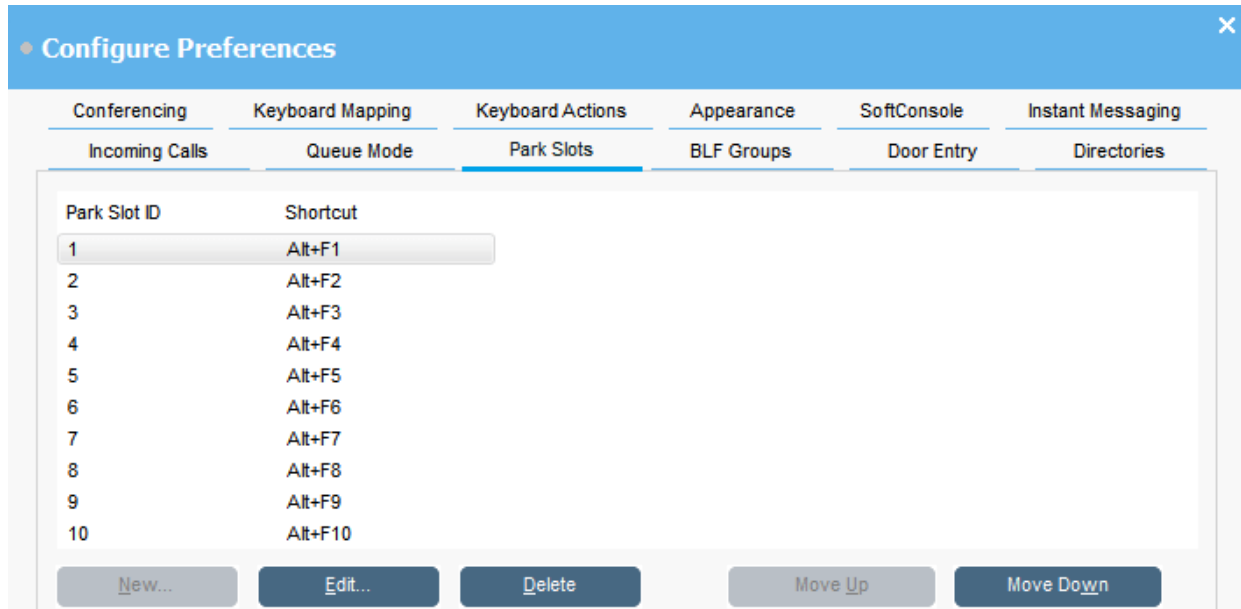 Configure Preferences
Conferencing Keyboard Mapping Keyboard Actions Appearance SoftConsole Instant Messaging
Incoming Calls Queue Mode Park Slots BLF Groups Door Entry Directories
Park Slot ID Shortcut
1 Alt+F1
2 Alt+F2
3 Alt+F3
4 Alt+F4
5 Alt+F5
6 Alt+F6
7 Alt+F7
8 Alt+F8
9 Alt+F9
10 Alt+F10
New... Edit... Delete Move Up Move Down